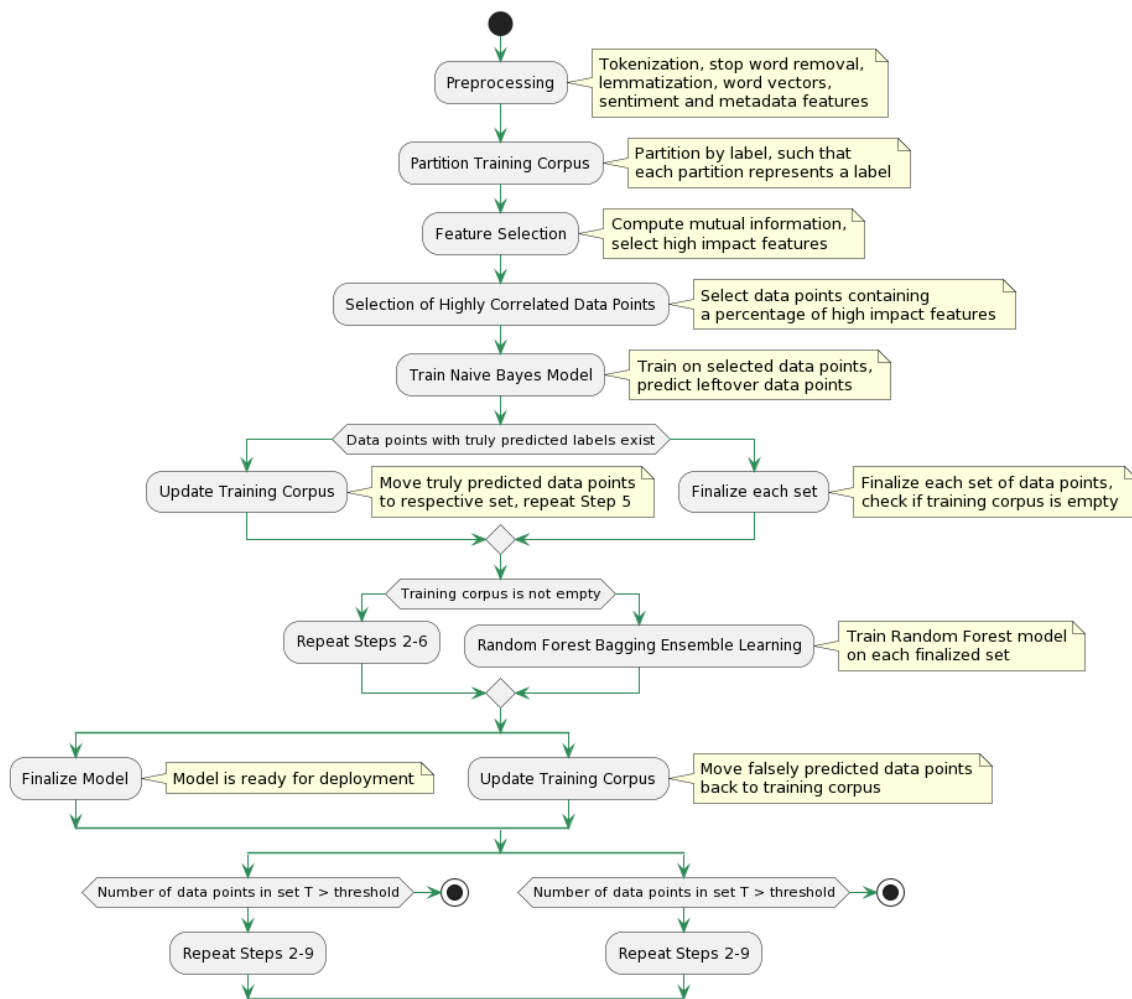 Preprocessing
Tokenization, stop word removal,
lemmatization, word vectors,
sentiment and metadata features
Partition Training Corpus
Partition by label, such that
each partition represents a label
Feature Selection
Compute mutual information,
select high impact features
Selection of Highly Correlated Data Points
Select data points containing
a percentage of high impact features
Train Naive Bayes Model
Train on selected data points,
predict leftover data points
Data points with truly predicted labels exist
Update Training Corpus
Move truly predicted data points
to respective set, repeat Step 5
Finalize each set
Finalize each set of data points,
check if training corpus is empty
Training corpus is not empty
Repeat Steps 2-6
Random Forest Bagging Ensemble Learning
Train Random Forest model
on each finalized set
Finalize Model
Model is ready for deployment
Update Training Corpus
Move falsely predicted data points
back to training corpus
Number of data points in set T > threshold
Number of data points in set T > threshold
Repeat Steps 2-9
Repeat Steps 2-9